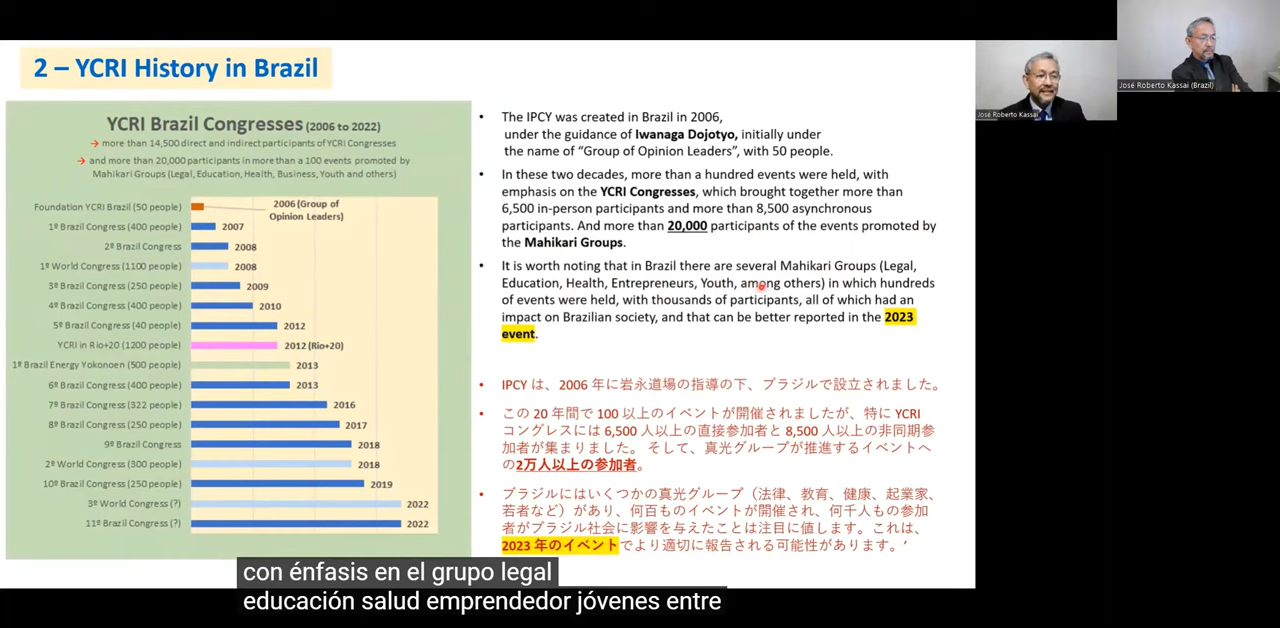 2 – YCRI History in Brazil
YCRI Brazil Congresses (2006 to 2022)
→ more than 14,500 direct and indirect participants of YCRI Congresses
→ and more than 20,000 participants in more than a 100 events promoted by
Mahikari Groups (Legal, Education, Health, Business, Youth and others)
Foundation YCRI Brazil (50 people)
2006 (Group of
Opinion Leaders)
1º Brazil Congress (400 people) 2007
2º Brazil Congress 2008
1º World Congress (1100 people) 2008
3º Brazil Congress (250 people) 2009
4º Brazil Congress (400 people) 2010
5º Brazil Congress (40 people) 2012
YCRI in Rio+20 (1200 people) 2012 (Rio+20)
1º Brazil Energy Yokonoen (500 people) 2013
6º Brazil Congress (400 people) 2013
7º Brazil Congress (322 people) 2016
8º Brazil Congress (250 people) 2017
9º Brazil Congress 2018
2º World Congress (300 people) 2018
10º Brazil Congress (250 people) 2019
3º World Congress (?) 2022
11º Brazil Congress (?) 2022
• The IPCY was created in Brazil in 2006,
under the guidance of Iwanaga Dojotyo, initially under
the name of “Group of Opinion Leaders”, with 50 people.
• In these two decades, more than a hundred events were held, with
emphasis on the YCRI Congresses, which brought together more than
6,500 in-person participants and more than 8,500 asynchronous
participants. And more than 20,000 participants of the events promoted by
the Mahikari Groups.
• It is worth noting that in Brazil there are several Mahikari Groups (Legal,
Education, Health, Entrepreneurs, Youth, among others) in which hundreds
of events were held, with thousands of participants, all of which had an
impact on Brazilian society, and that can be better reported in the 2023
event.
• IPCY は、2006 年に岩永道場の指導の下、ブラジルで設立されました。
• この 20 年間で 100 以上のイベントが開催されましたが、特に YCRI
コングレスには 6,500 人以上の直接参加者と 8,500 人以上の非同期参
加者が集まりました。 そして、真光グループが推進するイベントへ
の2万人以上の参加者。
• ブラジルにはいくつかの真光グループ（法律、教育、健康、起業家、
若者など）があり、何百ものイベントが開催され、何千人もの参加
者がブラジル社会に影響を与えたことは注目に値します。これは、
2023 年のイベントでより適切に報告される可能性があります。’
José Roberto Kassai
José Roberto Kassai (Brazil)
con énfasis en el grupo legal
educación salud emprendedor jóvenes entre